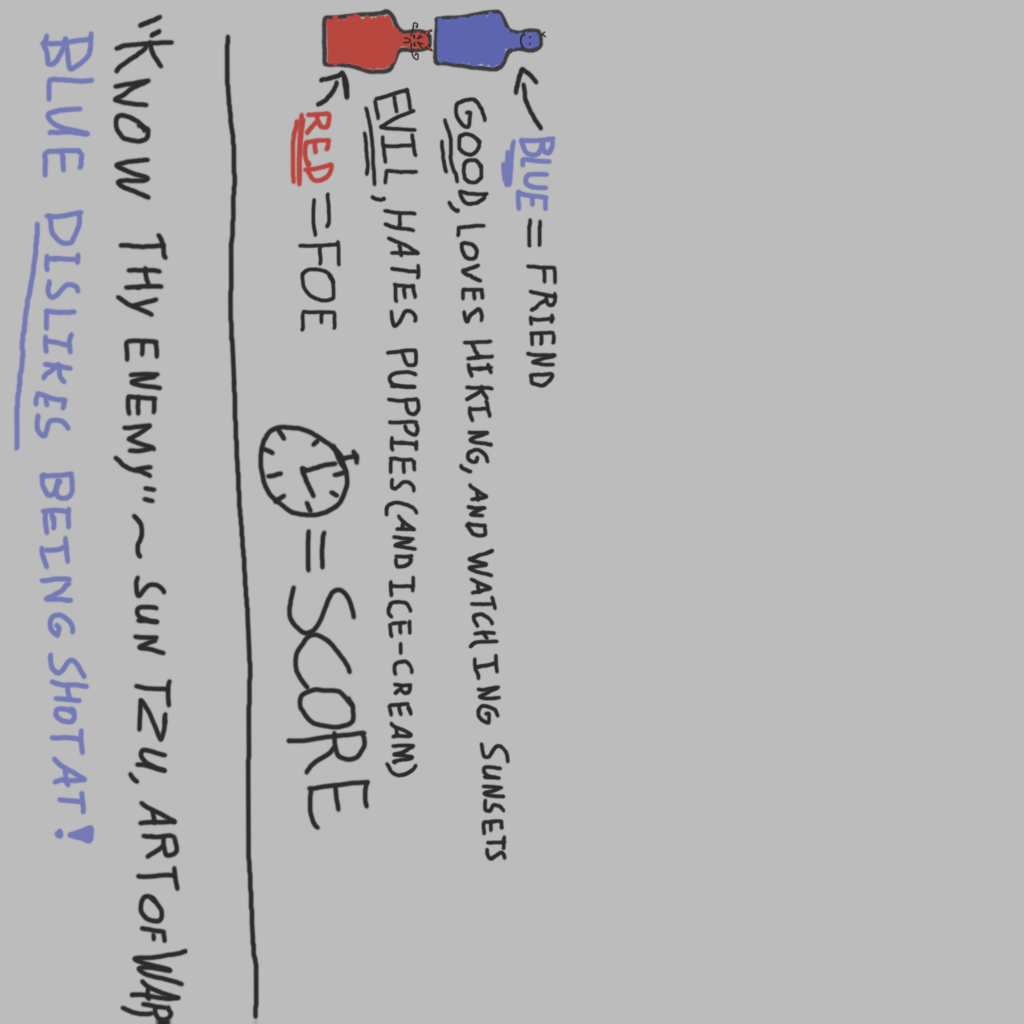 BLUE = FRIEND
GOOD, LOVES HIKING, AND WATCHING SUNSETS
EVIL, HATES PUPPIES (AND ICE-CREAM)
RED = FOE
= SCORE
"KNOW THY ENEMY" ~ SUN TZU, ART OF WAR
BLUE DISLIKES BEING SHOT AT!